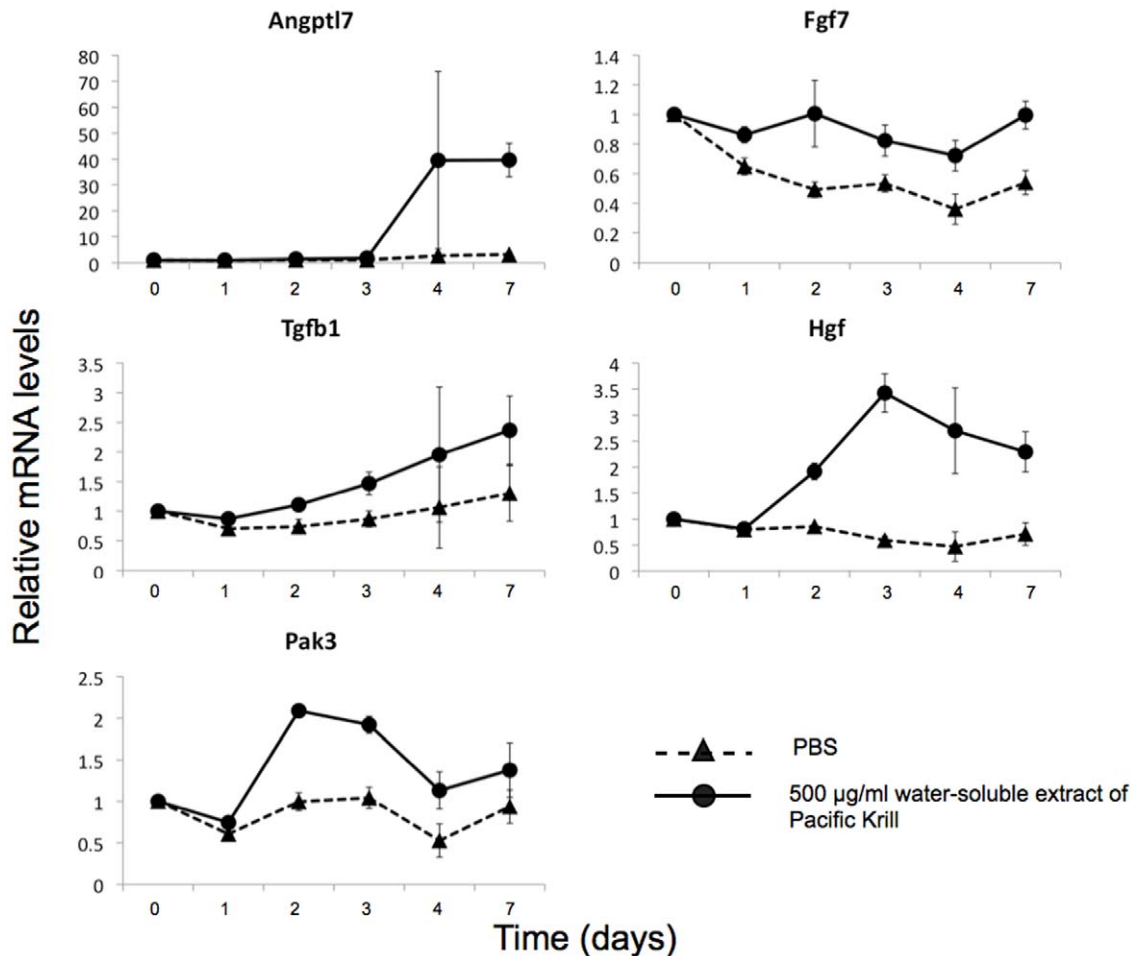 Angptl7
80
70
60
50
40
30
20
10
0
0 1 2 3 4 7
Fgf7
1.4
1.2
1
0.8
0.6
0.4
0.2
0
0 1 2 3 4 7
Relative mRNA levels
Tgfb1
3.5
3
2.5
2
1.5
1
0.5
0
0 1 2 3 4 7
Hgf
4
3.5
3
2.5
2
1.5
1
0.5
0
0 1 2 3 4 7
Pak3
2.5
2
1.5
1
0.5
0
0 1 2 3 4 7
PBS
500 µg/ml water-soluble extract of
Pacific Krill
Time (days)